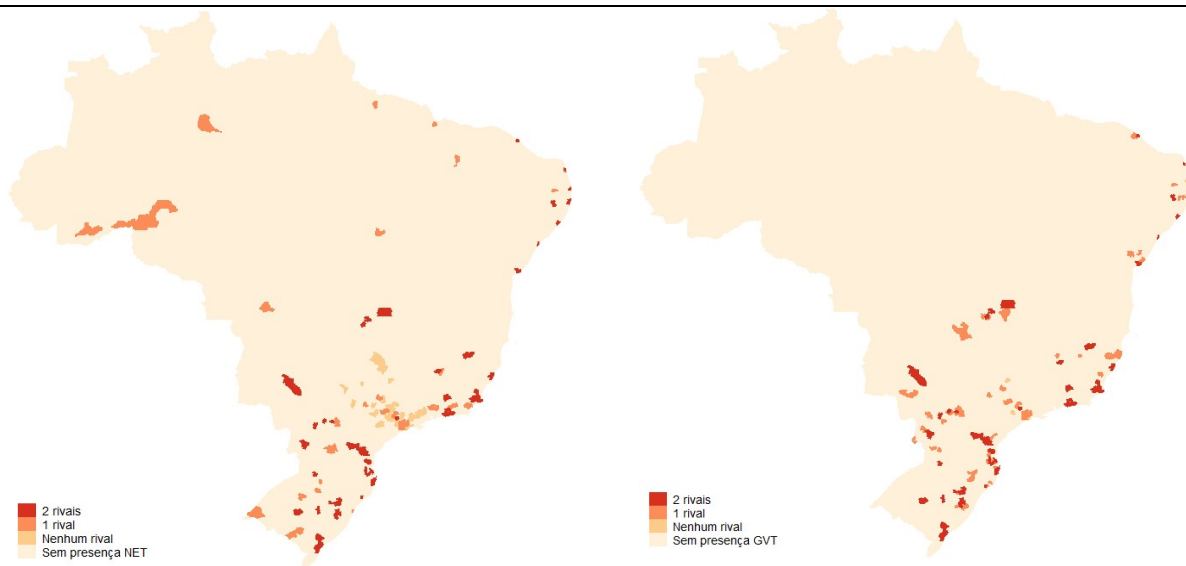 2 rivais
1 rival
Nenhum rival
Sem presença NET
2 rivais
1 rival
Nenhum rival
Sem presença GVT